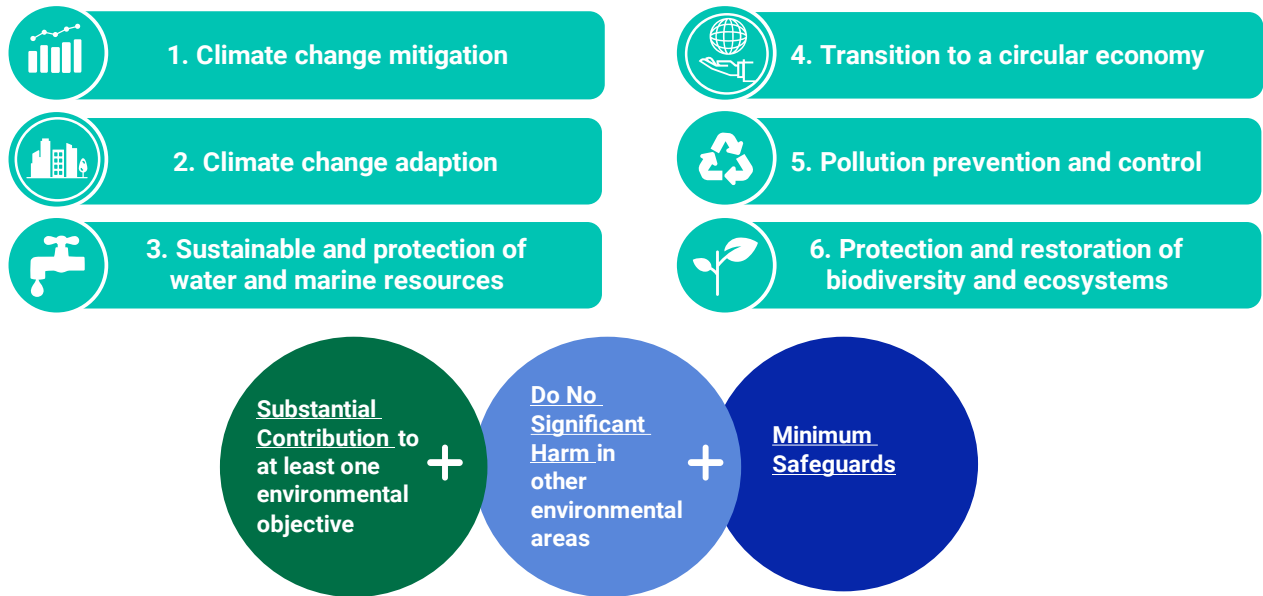 1. Climate change mitigation
2. Climate change adaption
3. Sustainable and protection of
water and marine resources
4. Transition to a circular economy
5. Pollution prevention and control
6. Protection and restoration of
biodiversity and ecosystems
Substantial
Contribution to
at least one
environmental
objective
+
Do No
Significant
Harm in
other
environmental
areas
+
Minimum
Safeguards